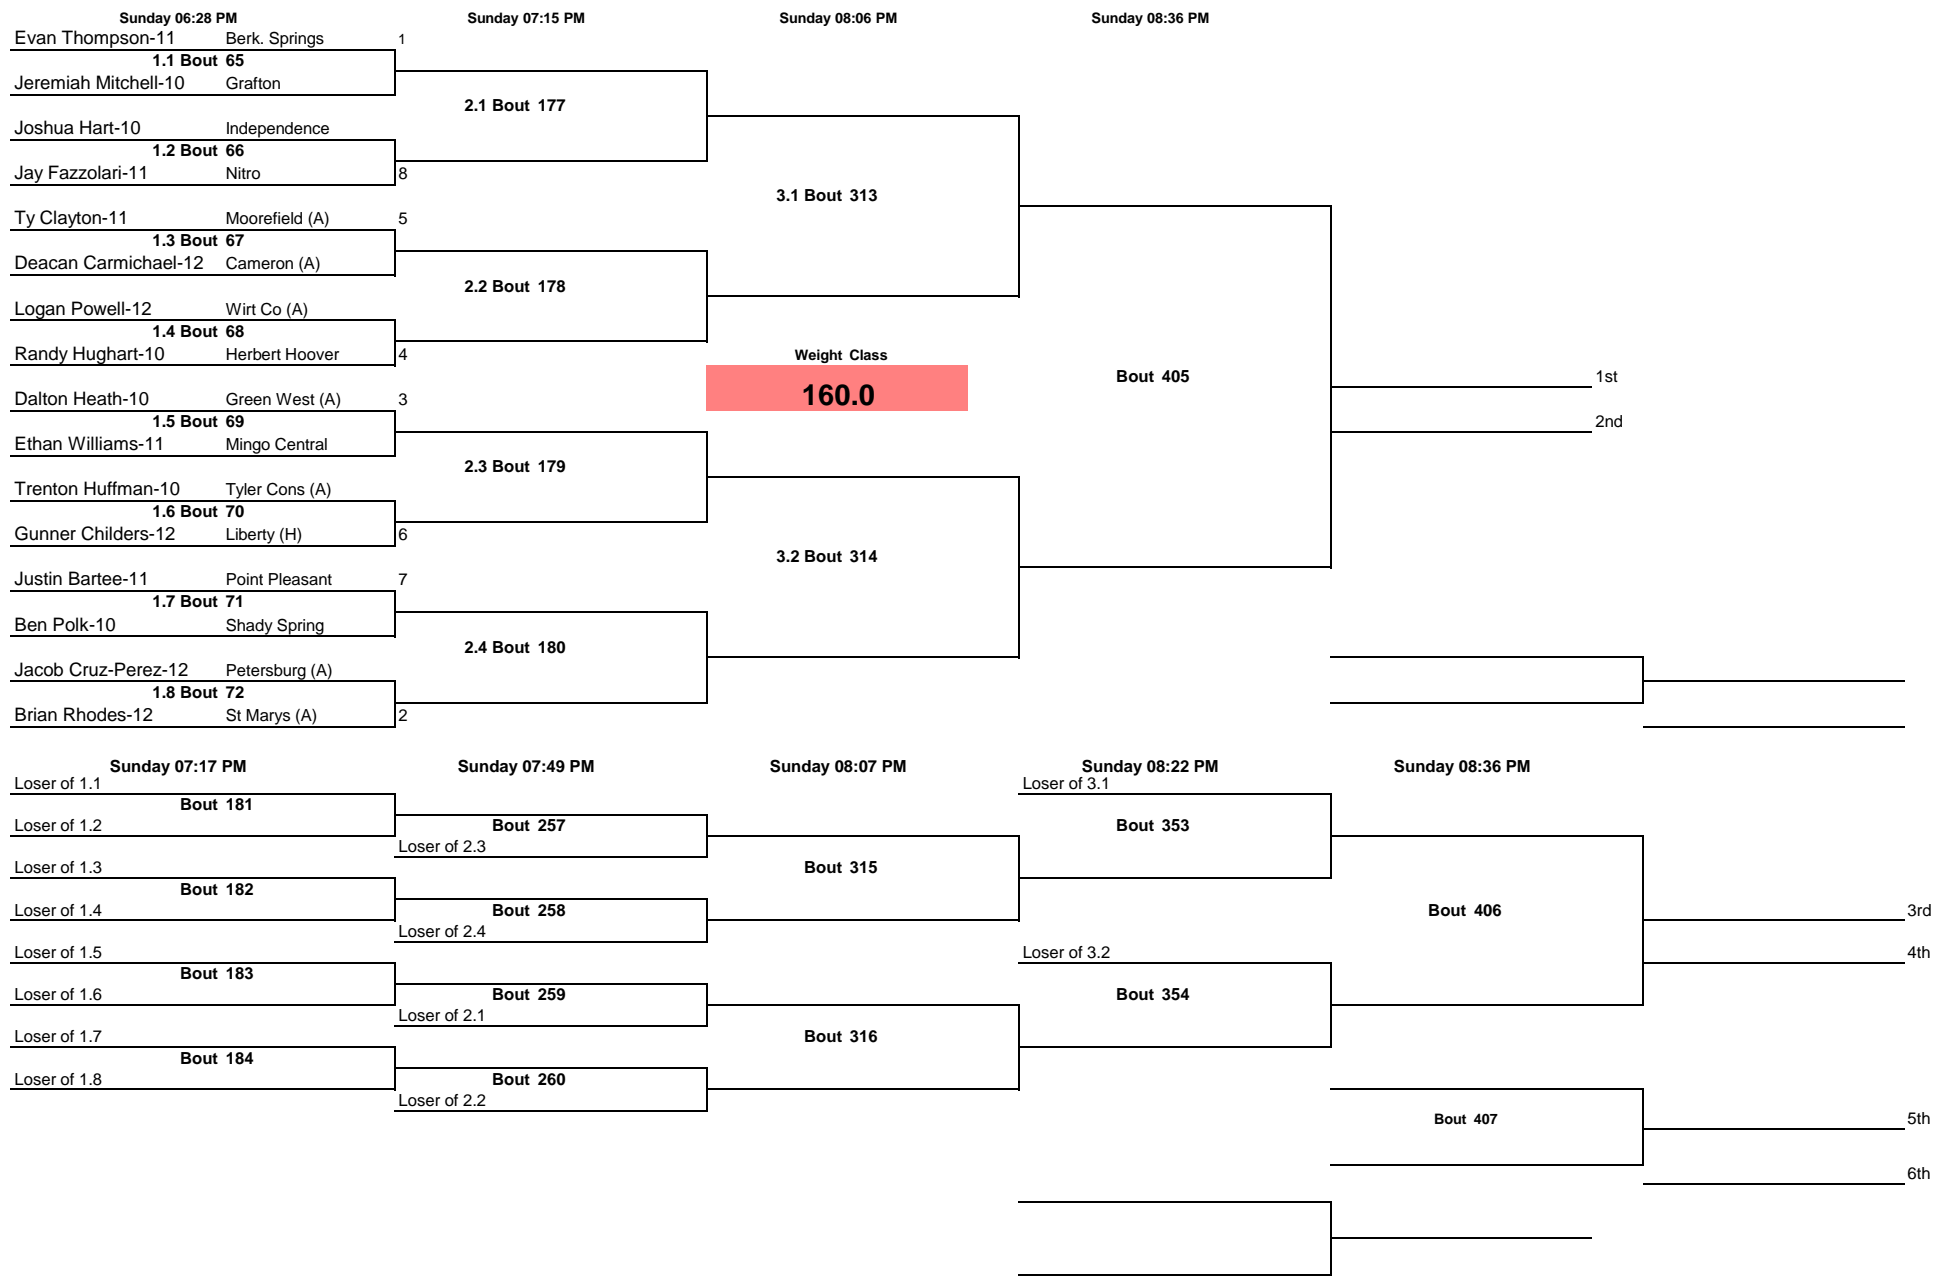 Sunday 06:28 PM Sunday 07:15 PM Sunday 08:06 PM Sunday 08:36 PM
Evan Thompson-11 Berk. Springs 1
1.1 Bout 65
Jeremiah Mitchell-10 Grafton
2.1 Bout 177
Joshua Hart-10 Independence
1.2 Bout 66
Jay Fazzolari-11 Nitro 8
3.1 Bout 313
Ty Clayton-11 Moorefield (A) 5
1.3 Bout 67
Deacan Carmichael-12 Cameron (A)
2.2 Bout 178
Logan Powell-12 Wirt Co (A)
1.4 Bout 68
Randy Hughart-10 Herbert Hoover 4 Weight Class
Bout 405 1st
160.0
Dalton Heath-10 Green West (A) 3
1.5 Bout 69 2nd
Ethan Williams-11 Mingo Central
2.3 Bout 179
Trenton Huffman-10 Tyler Cons (A)
1.6 Bout 70
Gunner Childers-12 Liberty (H) 6
3.2 Bout 314
Justin Bartee-11 Point Pleasant 7
1.7 Bout 71
Ben Polk-10 Shady Spring
2.4 Bout 180
Jacob Cruz-Perez-12 Petersburg (A)
1.8 Bout 72
Brian Rhodes-12 St Marys (A) 2
Sunday 07:17 PM Sunday 07:49 PM Sunday 08:07 PM Sunday 08:22 PM Sunday 08:36 PM
Loser of 1.1 Loser of 3.1
Bout 181
Loser of 1.2 Bout 257 Bout 353
Loser of 2.3
Loser of 1.3 Bout 315
Bout 182
Loser of 1.4 Bout 258 Bout 406 3rd
Loser of 2.4
Loser of 1.5 Loser of 3.2 4th
Bout 183
Loser of 1.6 Bout 259 Bout 354
Loser of 2.1
Loser of 1.7 Bout 316
Bout 184
Loser of 1.8 Bout 260
Loser of 2.2
Bout 407 5th
6th